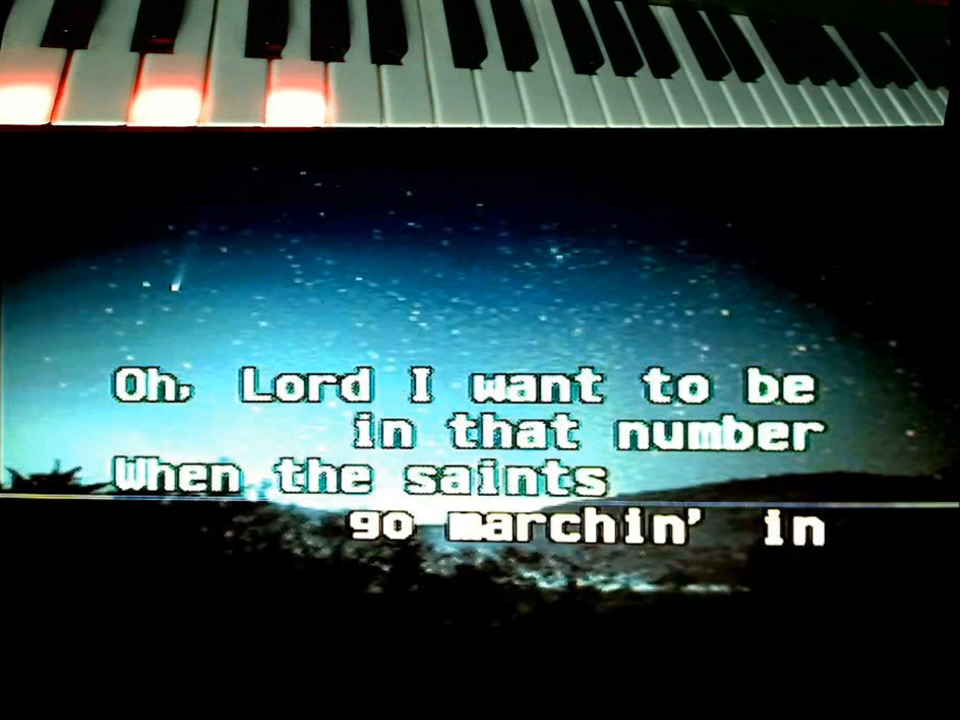 Oh, Lord I want to be
in that number
When the saints
go marchin' in